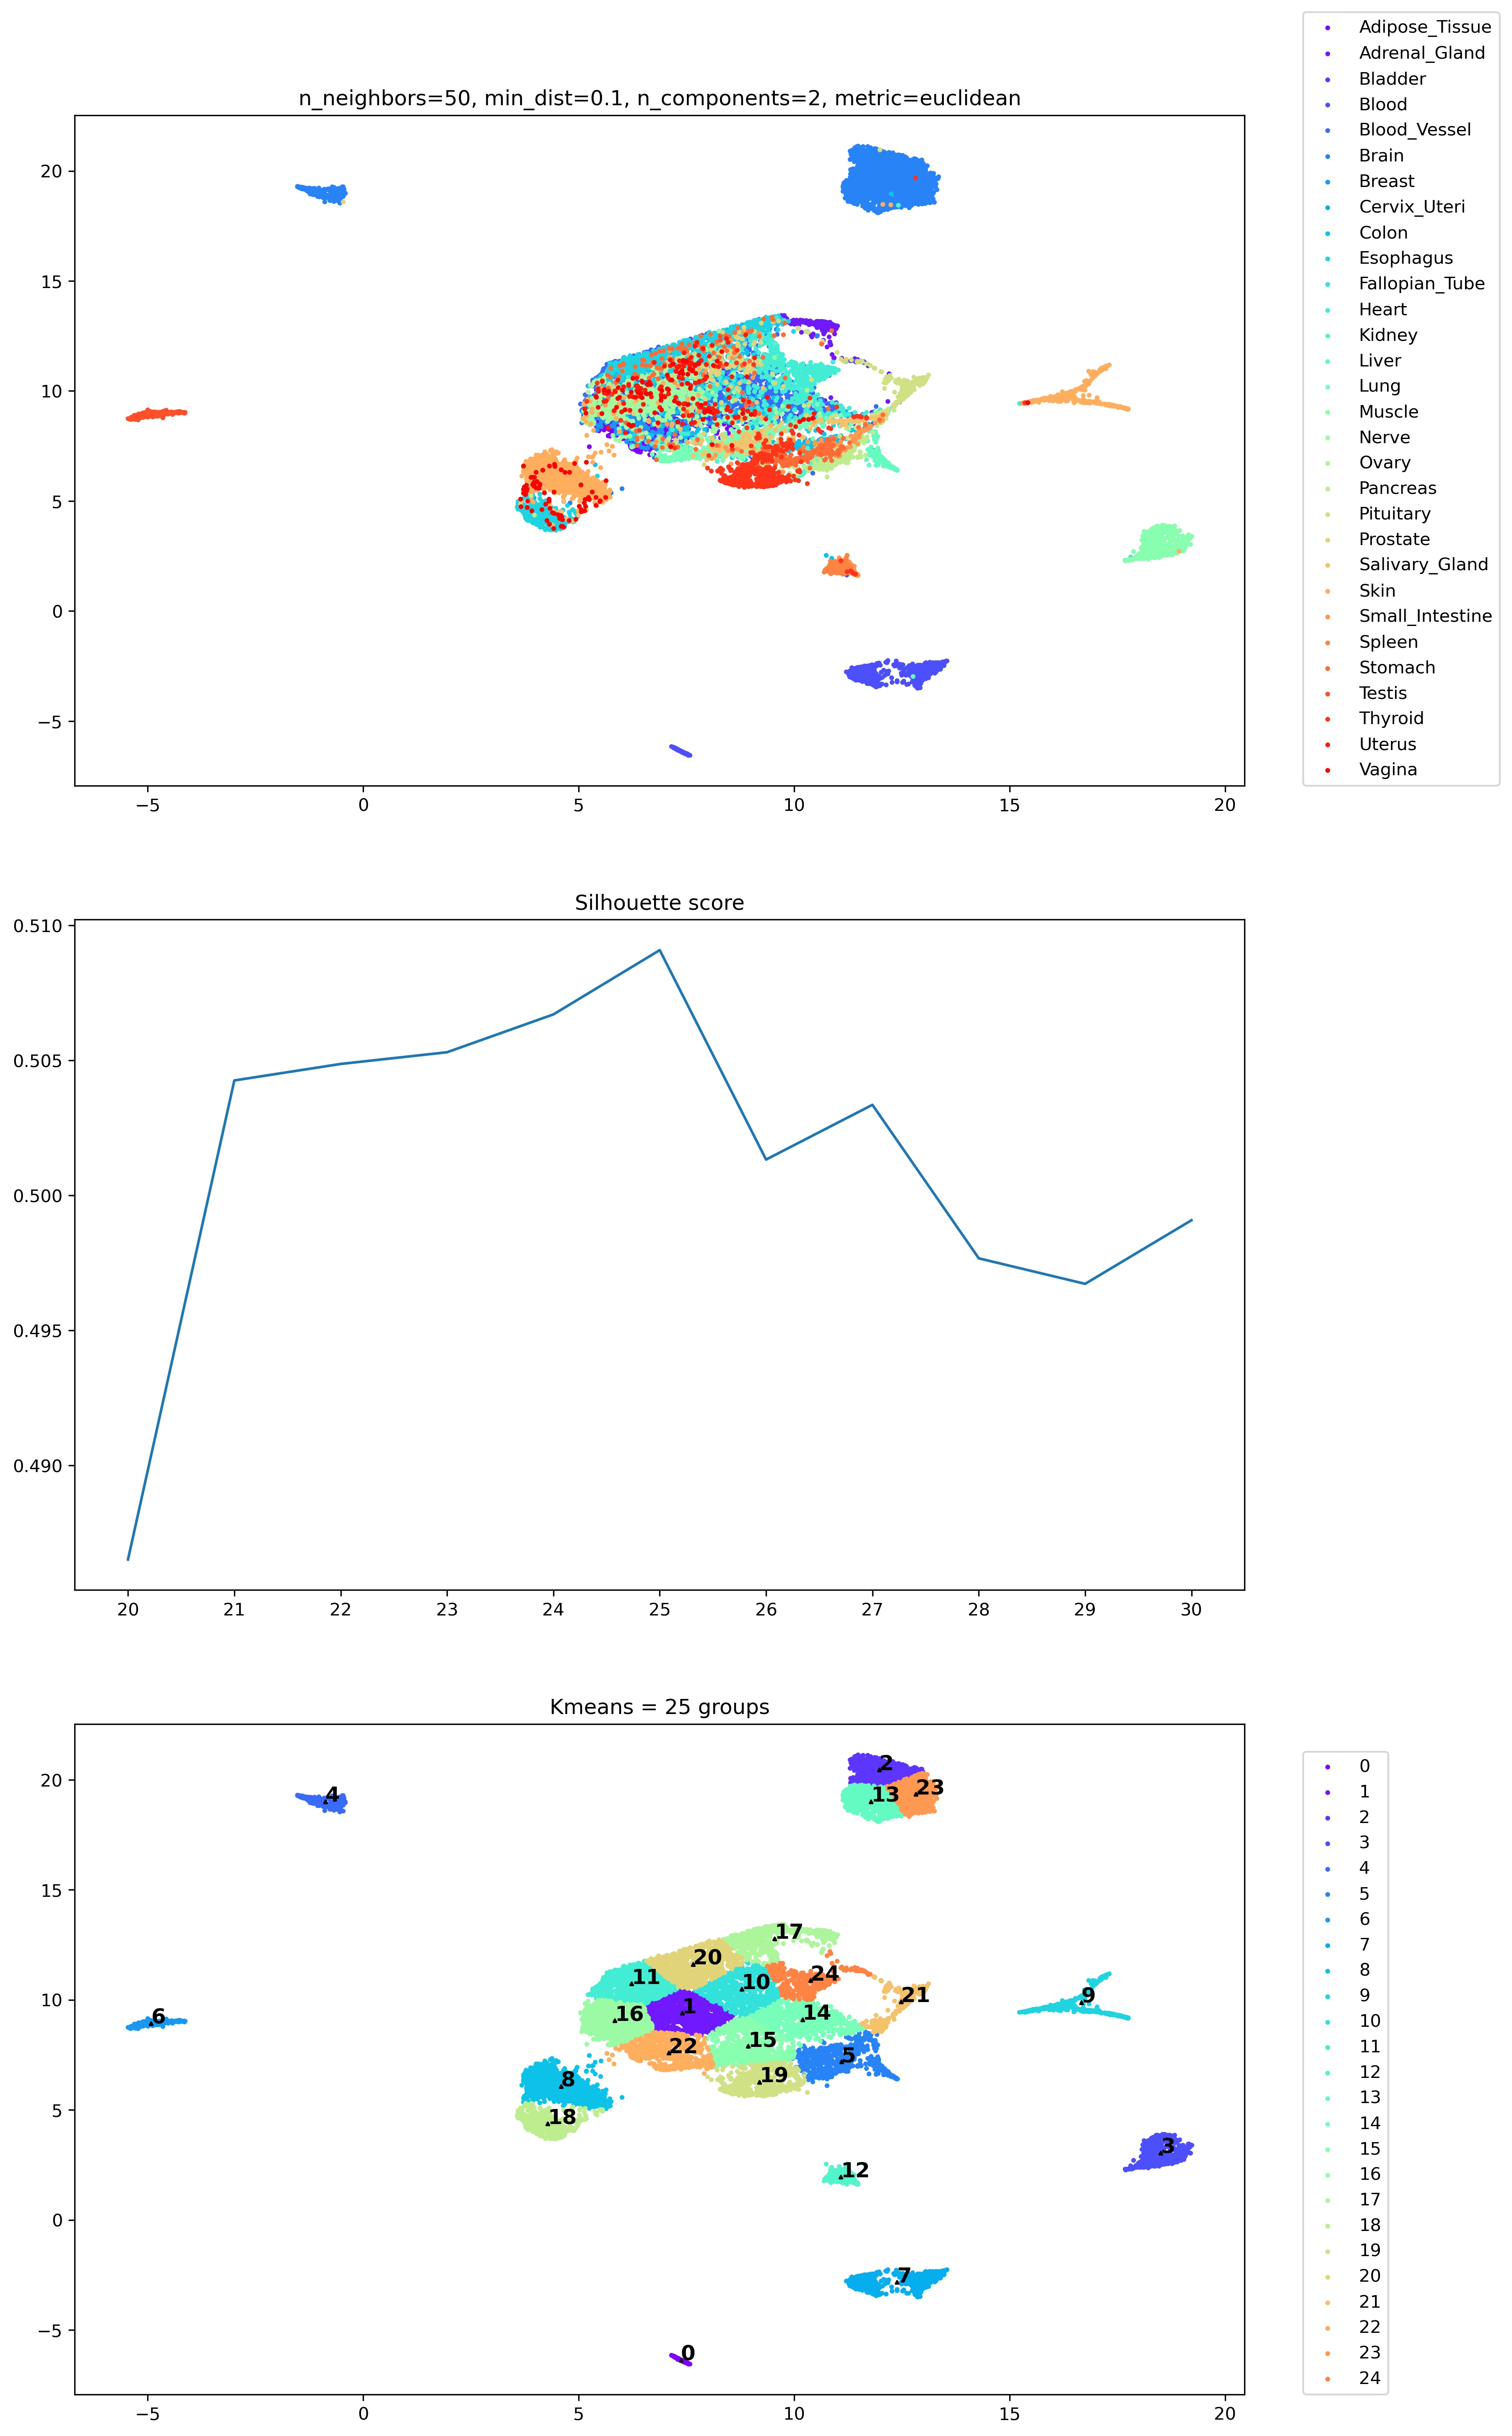 n_neighbors=50, min_dist=0.1, n_components=2, metric=euclidean
20
15
10
5
0
−5
−5 0 5 10 15 20
Adipose_Tissue
Adrenal_Gland
Bladder
Blood
Blood_Vessel
Brain
Breast
Cervix_Uteri
Colon
Esophagus
Fallopian_Tube
Heart
Kidney
Liver
Lung
Muscle
Nerve
Ovary
Pancreas
Pituitary
Prostate
Salivary_Gland
Skin
Small_Intestine
Spleen
Stomach
Testis
Thyroid
Uterus
Vagina
Silhouette score
0.510
0.505
0.500
0.495
0.490
20 21 22 23 24 25 26 27 28 29 30
Kmeans = 25 groups
20
15
10
5
0
−5
−5 0 5 10 15 20
2
4
23
13
17
20
24
11
10
21
9
1
16
14
6
15
22
5
19
8
18
3
12
7
0
0
1
2
3
4
5
6
7
8
9
10
11
12
13
14
15
16
17
18
19
20
21
22
23
24